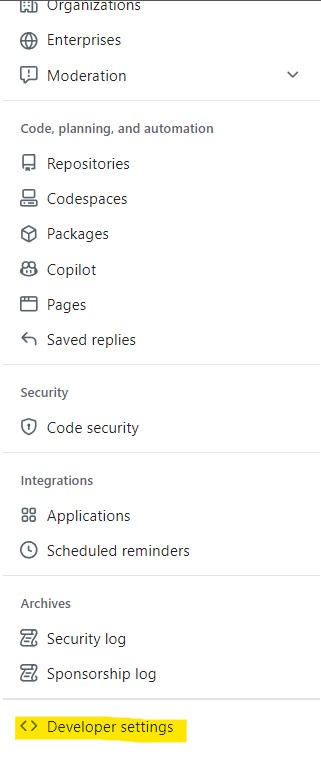 Organizations
Enterprises
Moderation
Code, planning, and automation
Repositories
Codespaces
Packages
Copilot
Pages
Saved replies
Security
Code security
Integrations
Applications
Scheduled reminders
Archives
Security log
Sponsorship log
Developer settings